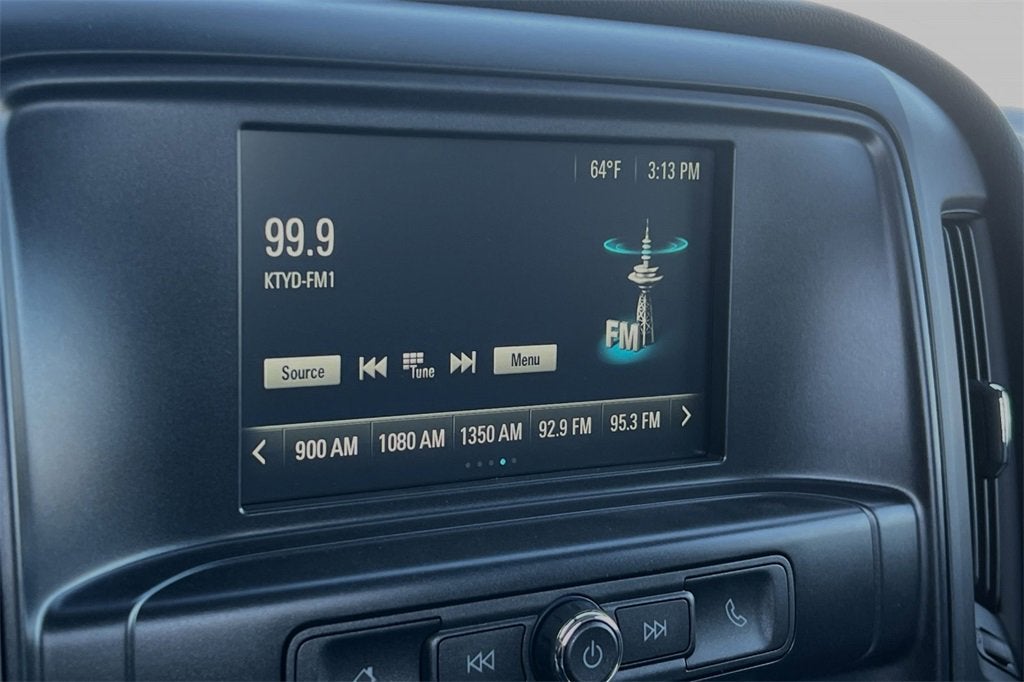 64°F 3:13 PM
99.9
KTYD-FM1
FM
Source Tune Menu
900 AM 1080 AM 1350 AM 92.9 FM 95.3 FM